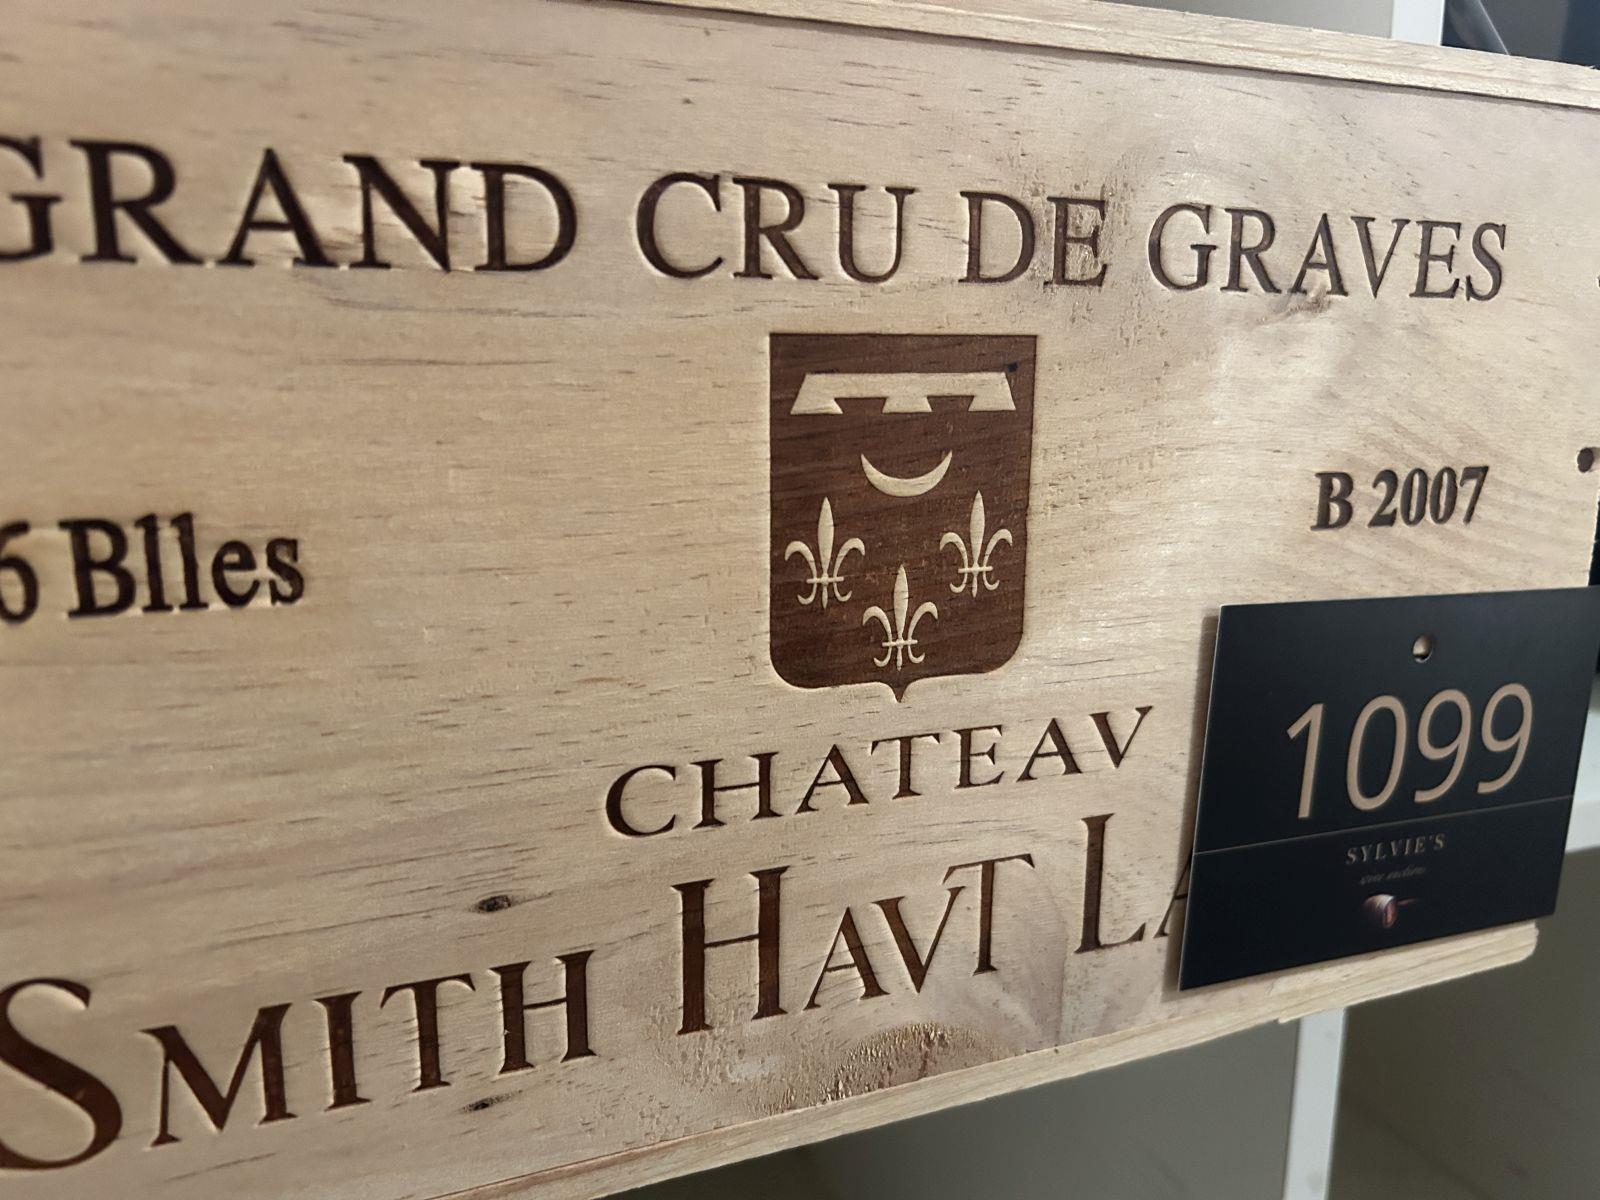 GRAND CRU DE GRAVES
6 Blles
B 2007
CHATEAV
SMITH HAVT LA
1099
SYLVIE'S